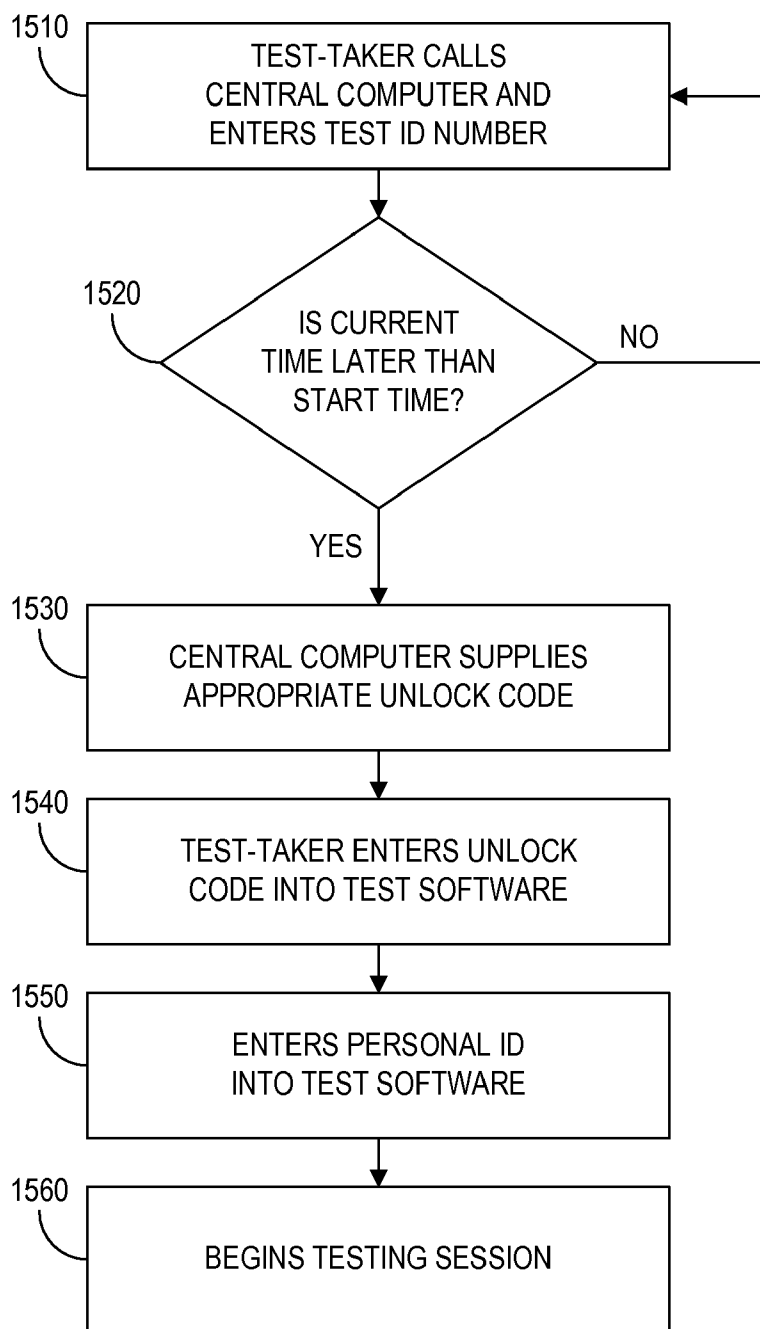 1510
TEST-TAKER CALLS
CENTRAL COMPUTER AND
ENTERS TEST ID NUMBER
1520
IS CURRENT
TIME LATER THAN
START TIME?
NO
YES
1530
CENTRAL COMPUTER SUPPLIES
APPROPRIATE UNLOCK CODE
1540
TEST-TAKER ENTERS UNLOCK
CODE INTO TEST SOFTWARE
1550
ENTERS PERSONAL ID
INTO TEST SOFTWARE
1560
BEGINS TESTING SESSION